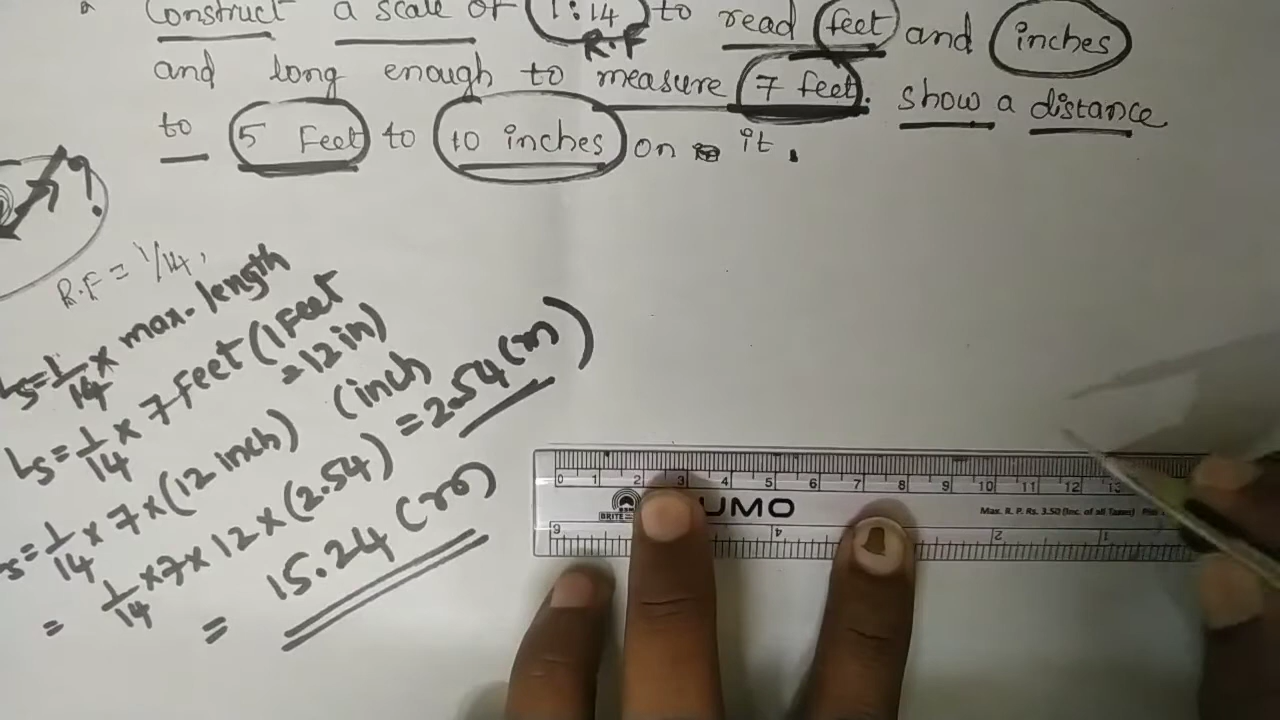 Construct a scale of 1:14 to read feet and inches
R.F
and long enough to measure 7 feet. Show a distance
to 5 Feet to 10 inches on it.
R.F = 1/14,
Ls = 1/14 × max. length
Ls = 1/14 × 7 feet (1 Feet
= 12 in)
s = 1/14 × 7 × (12 inch) (inch
= 2.54 cm)
= 1/14 × 7 × 12 × (2.54)
= 15.24 cm
0 1 2 3 4 5 6 7 8 9 10 11 12 13
UMO
BRITE
Max. R. P. Rs. 3.50 (Inc. of all Taxes)
6 4 2 1